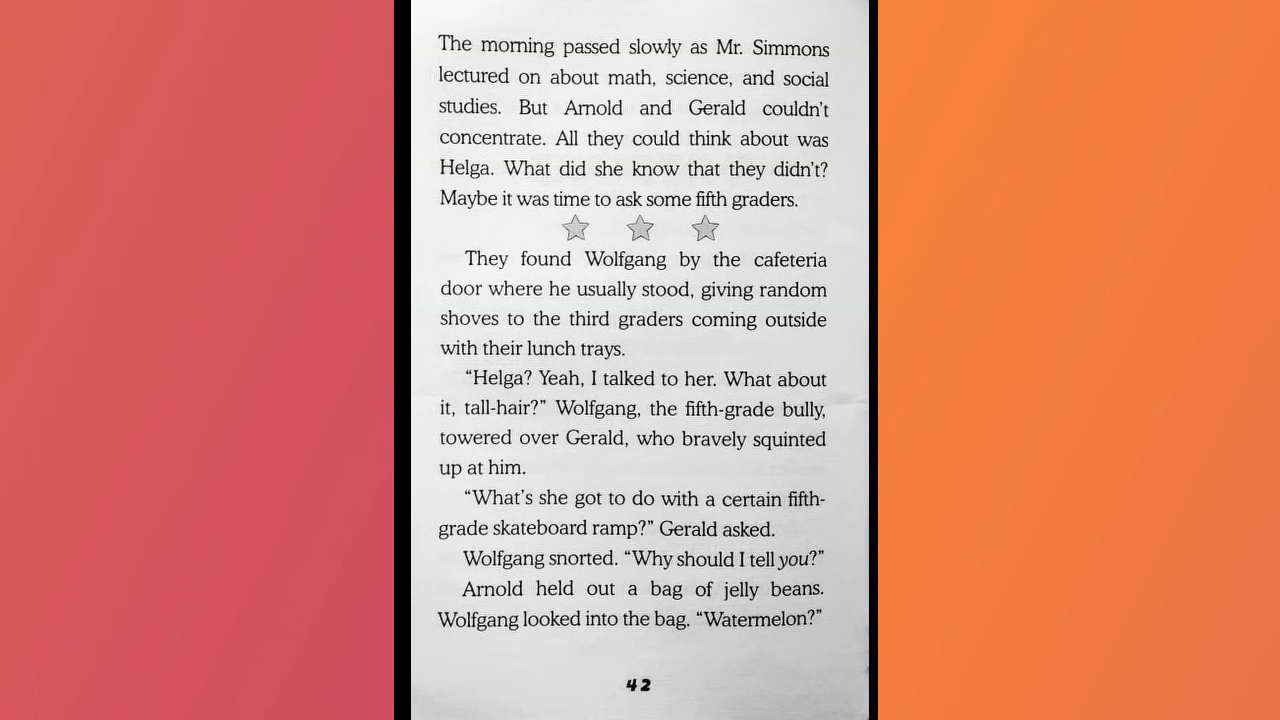 The morning passed slowly as Mr. Simmons
lectured on about math, science, and social
studies. But Arnold and Gerald couldn't
concentrate. All they could think about was
Helga. What did she know that they didn't?
Maybe it was time to ask some fifth graders.
They found Wolfgang by the cafeteria
door where he usually stood, giving random
shoves to the third graders coming outside
with their lunch trays.
“Helga? Yeah, I talked to her. What about
it, tall-hair?” Wolfgang, the fifth-grade bully,
towered over Gerald, who bravely squinted
up at him.
“What's she got to do with a certain fifth-
grade skateboard ramp?” Gerald asked.
Wolfgang snorted. “Why should I tell you?”
Arnold held out a bag of jelly beans.
Wolfgang looked into the bag. “Watermelon?”
42